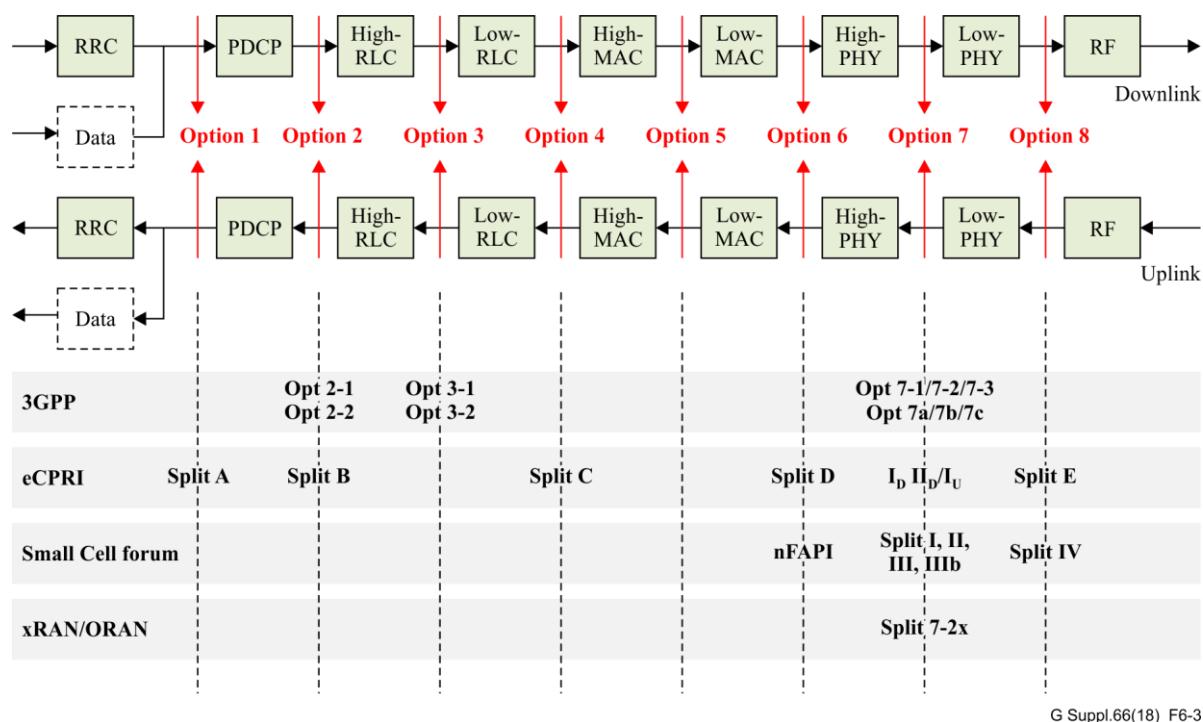 RRC
PDCP
High-
RLC
Low-
RLC
High-
MAC
Low-
MAC
High-
PHY
Low-
PHY
RF
Downlink
Data
Option 1
Option 2
Option 3
Option 4
Option 5
Option 6
Option 7
Option 8
RRC
PDCP
High-
RLC
Low-
RLC
High-
MAC
Low-
MAC
High-
PHY
Low-
PHY
RF
Uplink
Data
3GPP
Opt 2-1
Opt 2-2
Opt 3-1
Opt 3-2
Opt 7-1/7-2/7-3
Opt 7a/7b/7c
eCPRI
Split A
Split B
Split C
Split D
I_D II_D/I_U
Split E
Small Cell forum
nFAPI
Split I, II,
III, IIIb
Split IV
xRAN/ORAN
Split 7-2x
G Suppl.66(18)_F6-3